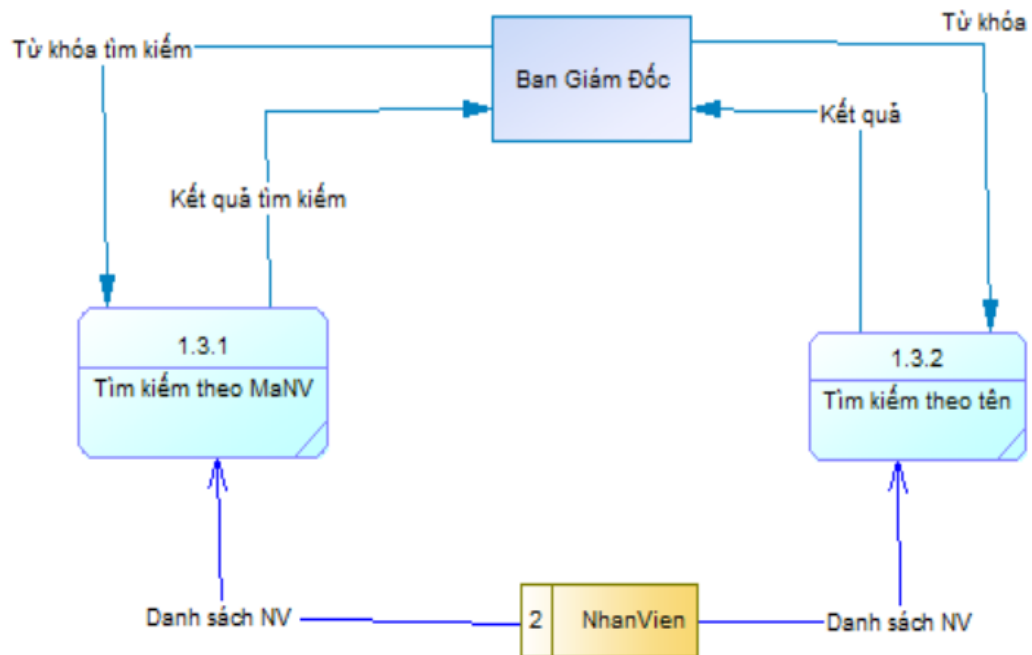 Từ khóa
Từ khóa tìm kiếm
Ban Giám Đốc
Kết quả
Kết quả tìm kiếm
1.3.1
Tìm kiếm theo MaNV
1.3.2
Tìm kiếm theo tên
Danh sách NV
2
NhanVien
Danh sách NV